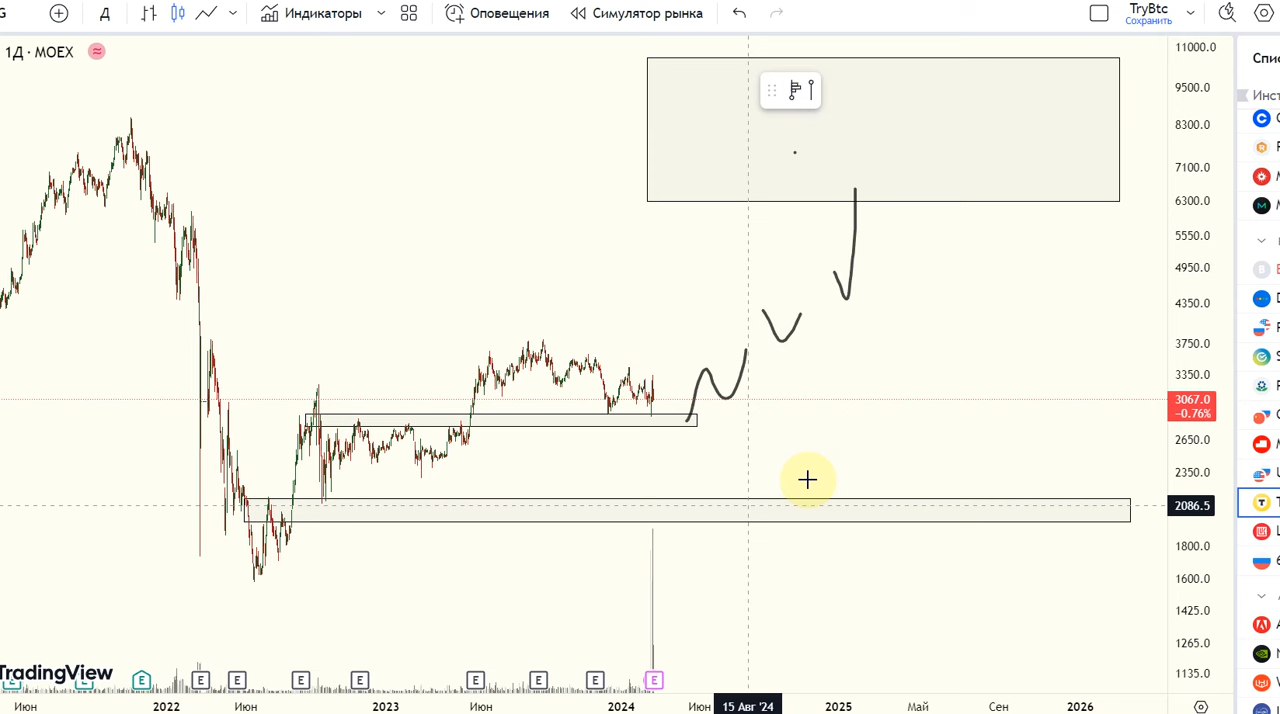 G
Д
Индикаторы
Оповещения
Симулятор рынка
TryBtc
Сохранить
1Д · MOEX
Спис
Инст
11000.0
9500.0
8300.0
7100.0
6300.0
5550.0
4950.0
4350.0
3750.0
3350.0
3067.0
−0.76%
2650.0
2350.0
2086.5
1800.0
1600.0
1425.0
1265.0
1135.0
TradingView
E
E
E
E
E
E
E
E
E
E
E
Июн
2022
Июн
2023
Июн
2024
Июн
15 Авг '24
2025
Май
Сен
2026